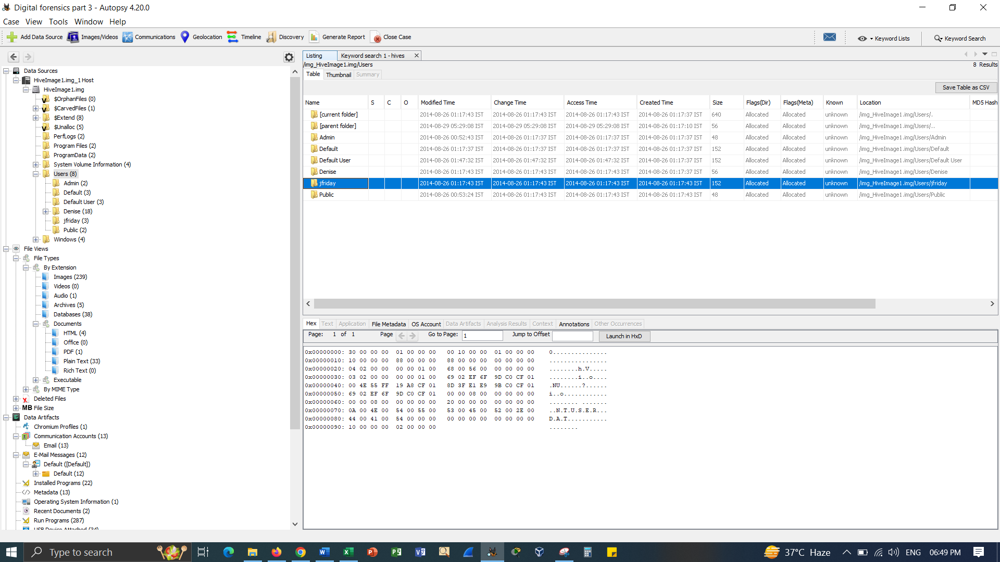 Digital forensics part 3 - Autopsy 4.20.0
Case View Tools Window Help
Add Data Source Images/Videos Communications Geolocation Timeline Discovery Generate Report Close Case Keyword Lists Keyword Search
Data Sources
HiveImage1.img_1 Host
HiveImage1.img
$OrphanFiles (0)
$CarvedFiles (1)
$Extend (8)
$Unalloc (5)
PerfLogs (2)
Program Files (2)
ProgramData (2)
System Volume Information (4)
Users (8)
Admin (2)
Default (3)
Default User (3)
Denise (18)
jfriday (3)
Public (2)
Windows (4)
File Views
File Types
By Extension
Images (239)
Videos (0)
Audio (1)
Archives (5)
Databases (38)
Documents
HTML (4)
Office (0)
PDF (1)
Plain Text (33)
Rich Text (0)
Executable
By MIME Type
Deleted Files
MB File Size
Data Artifacts
Chromium Profiles (1)
Communication Accounts (13)
Email (13)
E-Mail Messages (12)
Default ([Default])
Default (12)
Installed Programs (22)
Metadata (13)
Operating System Information (1)
Recent Documents (2)
Run Programs (287)
USB Device Attached (34)
Listing Keyword search 1 - hives
/img_HiveImage1.img/Users 8 Results
Table Thumbnail Summary
Save Table as CSV
Name S C O Modified Time Change Time Access Time Created Time Size Flags(Dir) Flags(Meta) Known Location MD5 Hash
[current folder] 2014-08-26 01:17:43 IST 2014-08-26 01:17:43 IST 2014-08-26 01:17:43 IST 2014-08-26 01:17:37 IST 640 Allocated Allocated unknown /img_HiveImage1.img/Users/.
[parent folder] 2014-08-29 05:29:08 IST 2014-08-29 05:29:08 IST 2014-08-29 05:29:08 IST 2014-08-26 01:17:10 IST 56 Allocated Allocated unknown /img_HiveImage1.img/Users/..
Admin 2014-08-26 00:52:43 IST 2014-08-26 01:17:37 IST 2014-08-26 01:17:37 IST 2014-08-26 01:17:37 IST 48 Allocated Allocated unknown /img_HiveImage1.img/Users/Admin
Default 2014-08-26 01:17:37 IST 2014-08-26 01:17:37 IST 2014-08-26 01:17:37 IST 2014-08-26 01:17:37 IST 152 Allocated Allocated unknown /img_HiveImage1.img/Users/Default
Default User 2014-08-26 01:47:32 IST 2014-08-26 01:47:32 IST 2014-08-26 01:47:32 IST 2014-08-26 01:17:37 IST 152 Allocated Allocated unknown /img_HiveImage1.img/Users/Default User
Denise 2014-08-26 01:17:43 IST 2014-08-26 01:17:43 IST 2014-08-26 01:17:43 IST 2014-08-26 01:17:37 IST 56 Allocated Allocated unknown /img_HiveImage1.img/Users/Denise
jfriday 2014-08-26 01:17:43 IST 2014-08-26 01:17:43 IST 2014-08-26 01:17:43 IST 2014-08-26 01:17:43 IST 152 Allocated Allocated unknown /img_HiveImage1.img/Users/jfriday
Public 2014-08-26 00:53:24 IST 2014-08-26 01:17:43 IST 2014-08-26 01:17:43 IST 2014-08-26 01:17:43 IST 48 Allocated Allocated unknown /img_HiveImage1.img/Users/Public
Hex Text Application File Metadata OS Account Data Artifacts Analysis Results Context Annotations Other Occurrences
Page: 1 of 1 Page Go to Page: 1 Jump to Offset Launch in HxD
0x00000000: 30 00 00 00 01 00 00 00 00 10 00 00 01 00 00 00 0...............
0x00000010: 10 00 00 00 88 00 00 00 88 00 00 00 00 00 00 00 ................
0x00000020: 04 02 00 00 00 00 01 00 68 00 56 00 00 00 00 00 ........h.V.....
0x00000030: 03 02 00 00 00 00 01 00 69 02 EF 6F 9D C0 CF 01 ........i..o....
0x00000040: 00 4E 55 FF 19 A8 CF 01 8D 3F E1 E9 9B C0 CF 01 .NU......?......
0x00000050: 69 02 EF 6F 9D C0 CF 01 00 00 08 00 00 00 00 00 i..o............
0x00000060: 00 00 08 00 00 00 00 00 20 00 00 00 00 00 00 00 ........ .......
0x00000070: 0A 00 4E 00 54 00 55 00 53 00 45 00 52 00 2E 00 ..N.T.U.S.E.R...
0x00000080: 44 00 41 00 54 00 00 00 00 00 00 00 00 00 00 00 D.A.T...........
0x00000090: 10 00 00 00 02 00 00 00 ........
Type to search 37°C Haze ENG 06:49 PM